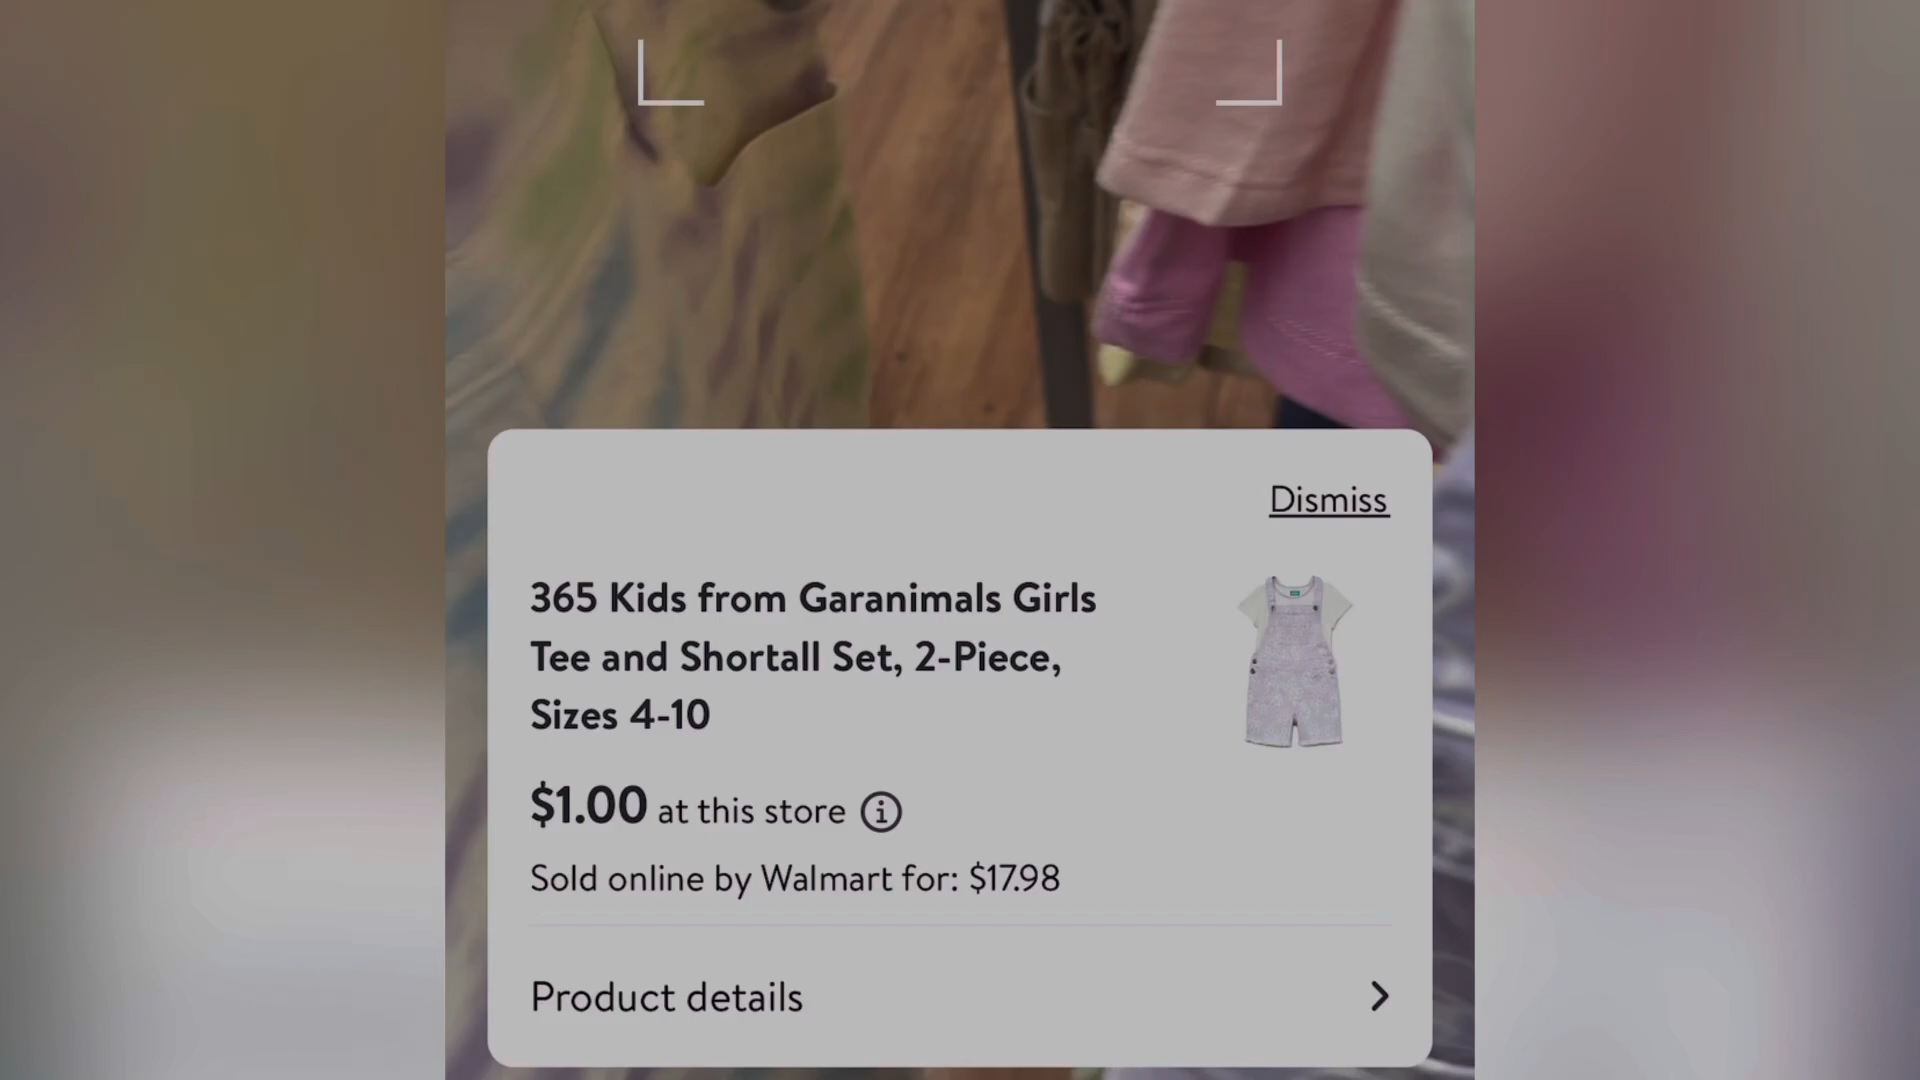 Dismiss
365 Kids from Garanimals Girls
Tee and Shortall Set, 2-Piece,
Sizes 4-10
$1.00 at this store
Sold online by Walmart for: $17.98
Product details